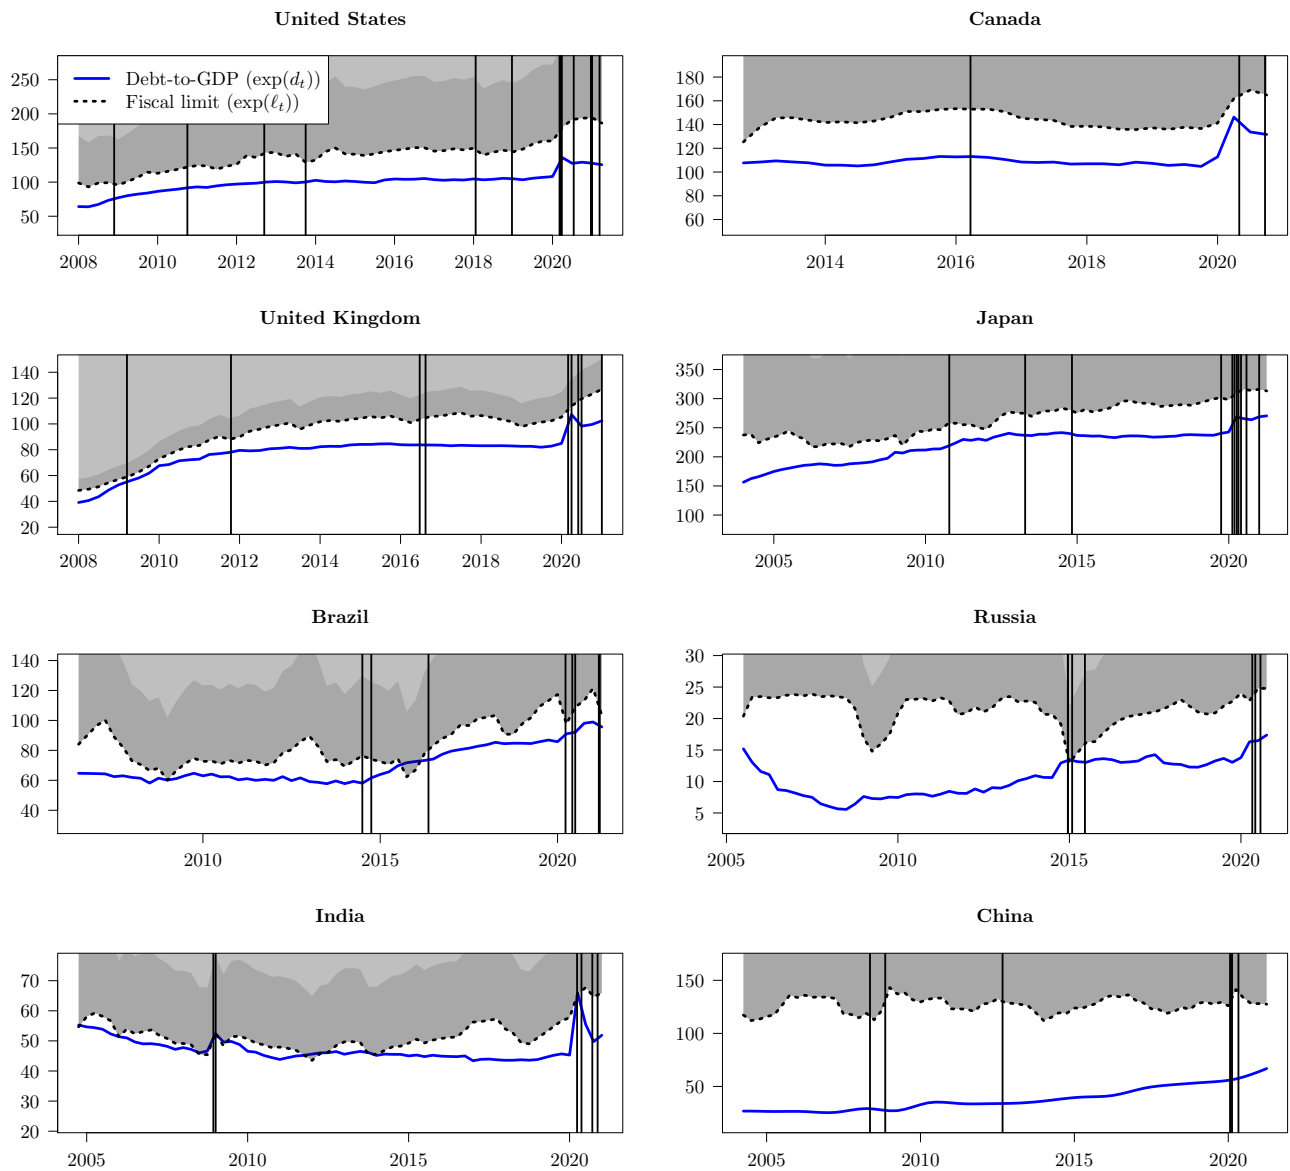 United States
Canada
Debt-to-GDP (exp(d_t))
Fiscal limit (exp(ℓ_t))
250
200
150
100
50
2008 2010 2012 2014 2016 2018 2020
180
160
140
120
100
80
60
2014 2016 2018 2020
United Kingdom
Japan
140
120
100
80
60
40
20
2008 2010 2012 2014 2016 2018 2020
350
300
250
200
150
100
2005 2010 2015 2020
Brazil
Russia
140
120
100
80
60
40
2010 2015 2020
30
25
20
15
10
5
2005 2010 2015 2020
India
China
70
60
50
40
30
20
2005 2010 2015 2020
150
100
50
2005 2010 2015 2020